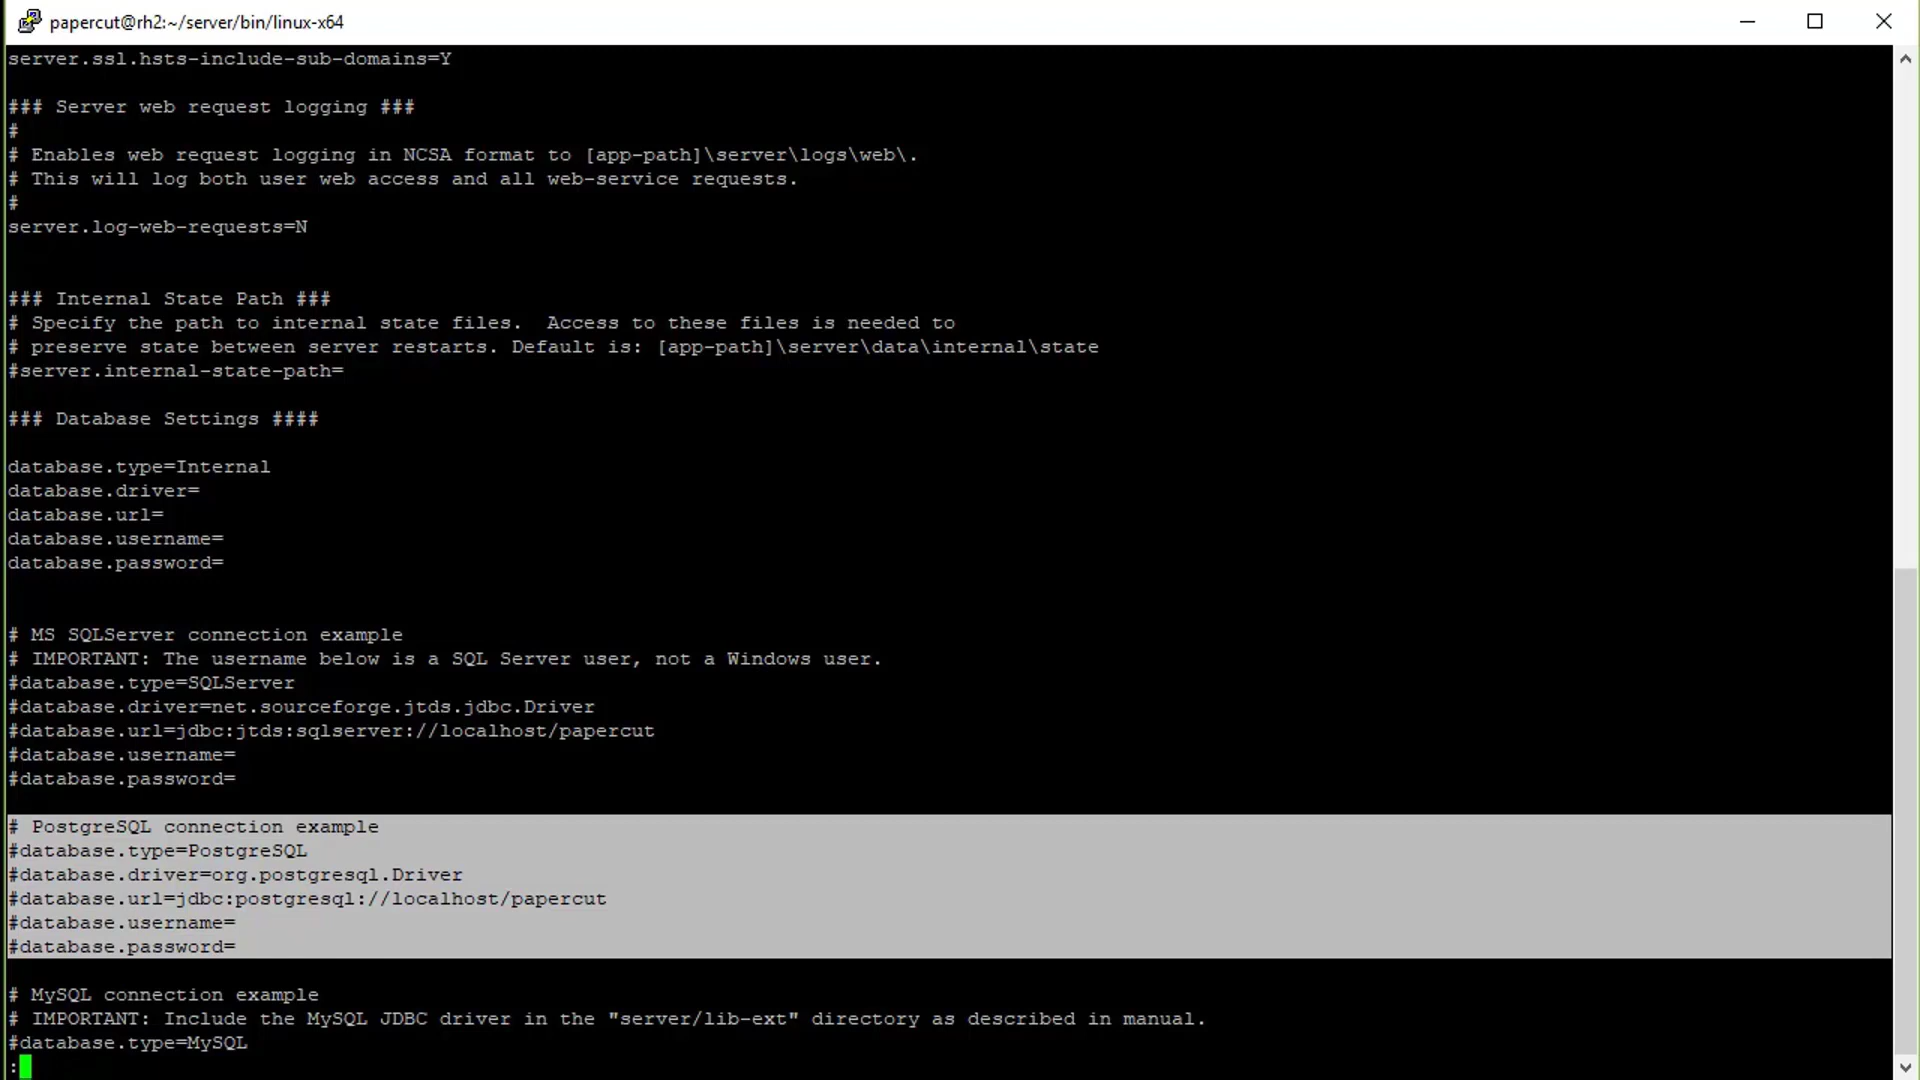 papercut@rh2:~/server/bin/linux-x64
server.ssl.hsts-include-sub-domains=Y
### Server web request logging ###
#
# Enables web request logging in NCSA format to [app-path]\server\logs\web\.
# This will log both user web access and all web-service requests.
#
server.log-web-requests=N
### Internal State Path ###
# Specify the path to internal state files.  Access to these files is needed to
# preserve state between server restarts. Default is: [app-path]\server\data\internal\state
#server.internal-state-path=
### Database Settings ####
database.type=Internal
database.driver=
database.url=
database.username=
database.password=
# MS SQLServer connection example
# IMPORTANT: The username below is a SQL Server user, not a Windows user.
#database.type=SQLServer
#database.driver=net.sourceforge.jtds.jdbc.Driver
#database.url=jdbc:jtds:sqlserver://localhost/papercut
#database.username=
#database.password=
# PostgreSQL connection example
#database.type=PostgreSQL
#database.driver=org.postgresql.Driver
#database.url=jdbc:postgresql://localhost/papercut
#database.username=
#database.password=
# MySQL connection example
# IMPORTANT: Include the MySQL JDBC driver in the "server/lib-ext" directory as described in manual.
#database.type=MySQL
: